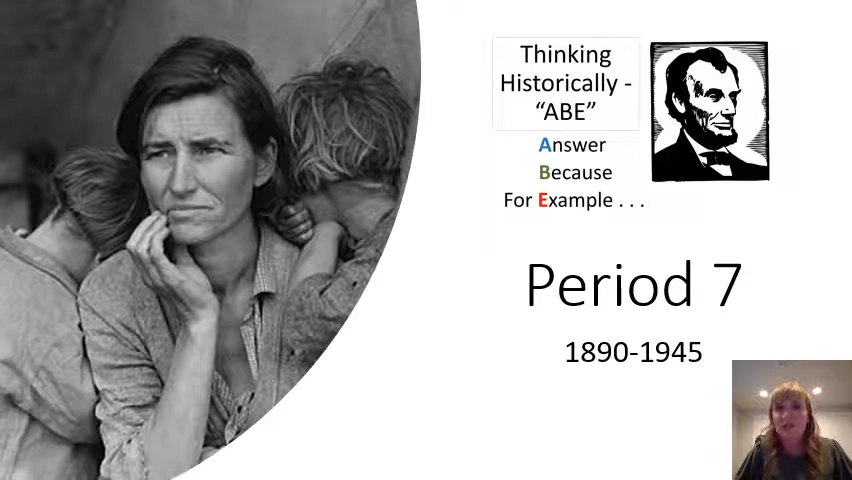 Thinking
Historically -
“ABE”
Answer
Because
For Example . . .
Period 7
1890-1945